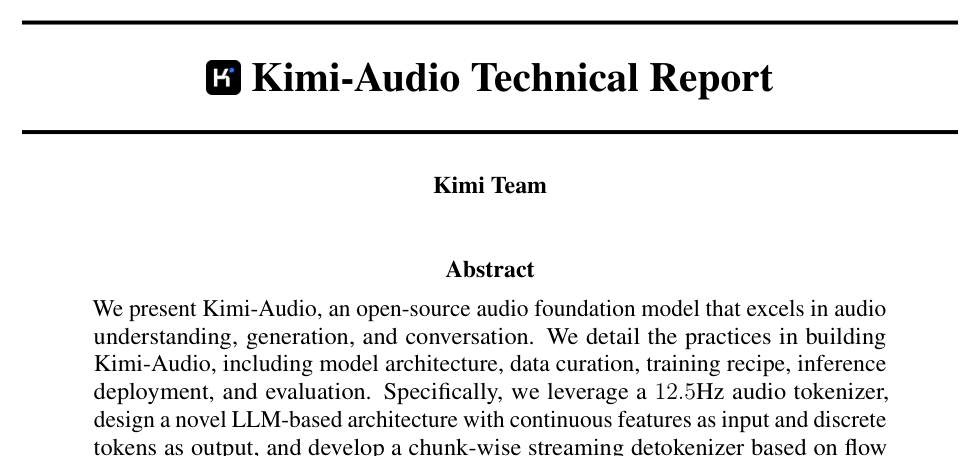 Kimi-Audio Technical Report
Kimi Team
Abstract
We present Kimi-Audio, an open-source audio foundation model that excels in audio
understanding, generation, and conversation. We detail the practices in building
Kimi-Audio, including model architecture, data curation, training recipe, inference
deployment, and evaluation. Specifically, we leverage a 12.5Hz audio tokenizer,
design a novel LLM-based architecture with continuous features as input and discrete
tokens as output, and develop a chunk-wise streaming detokenizer based on flow